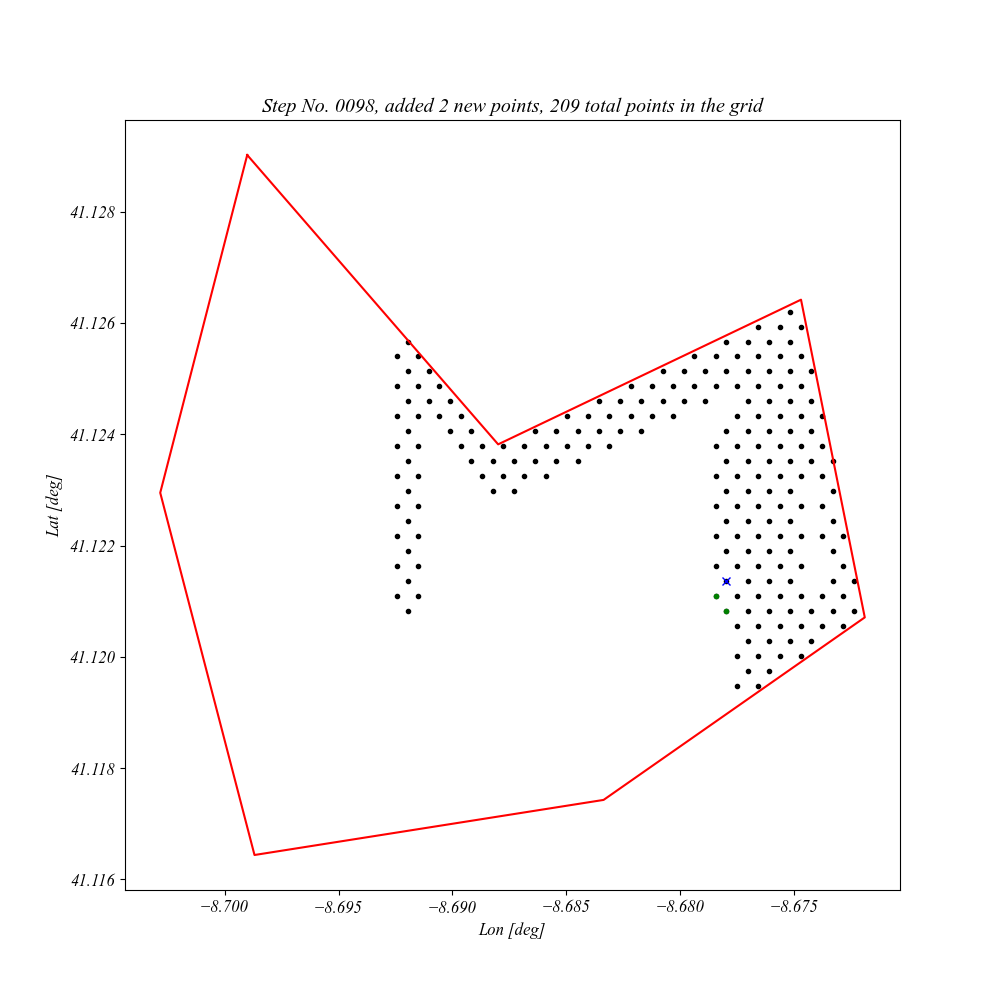 Step No. 0098, added 2 new points, 209 total points in the grid
41.128
41.126
41.124
41.122
41.120
41.118
41.116
Lat [deg]
−8.700 −8.695 −8.690 −8.685 −8.680 −8.675
Lon [deg]